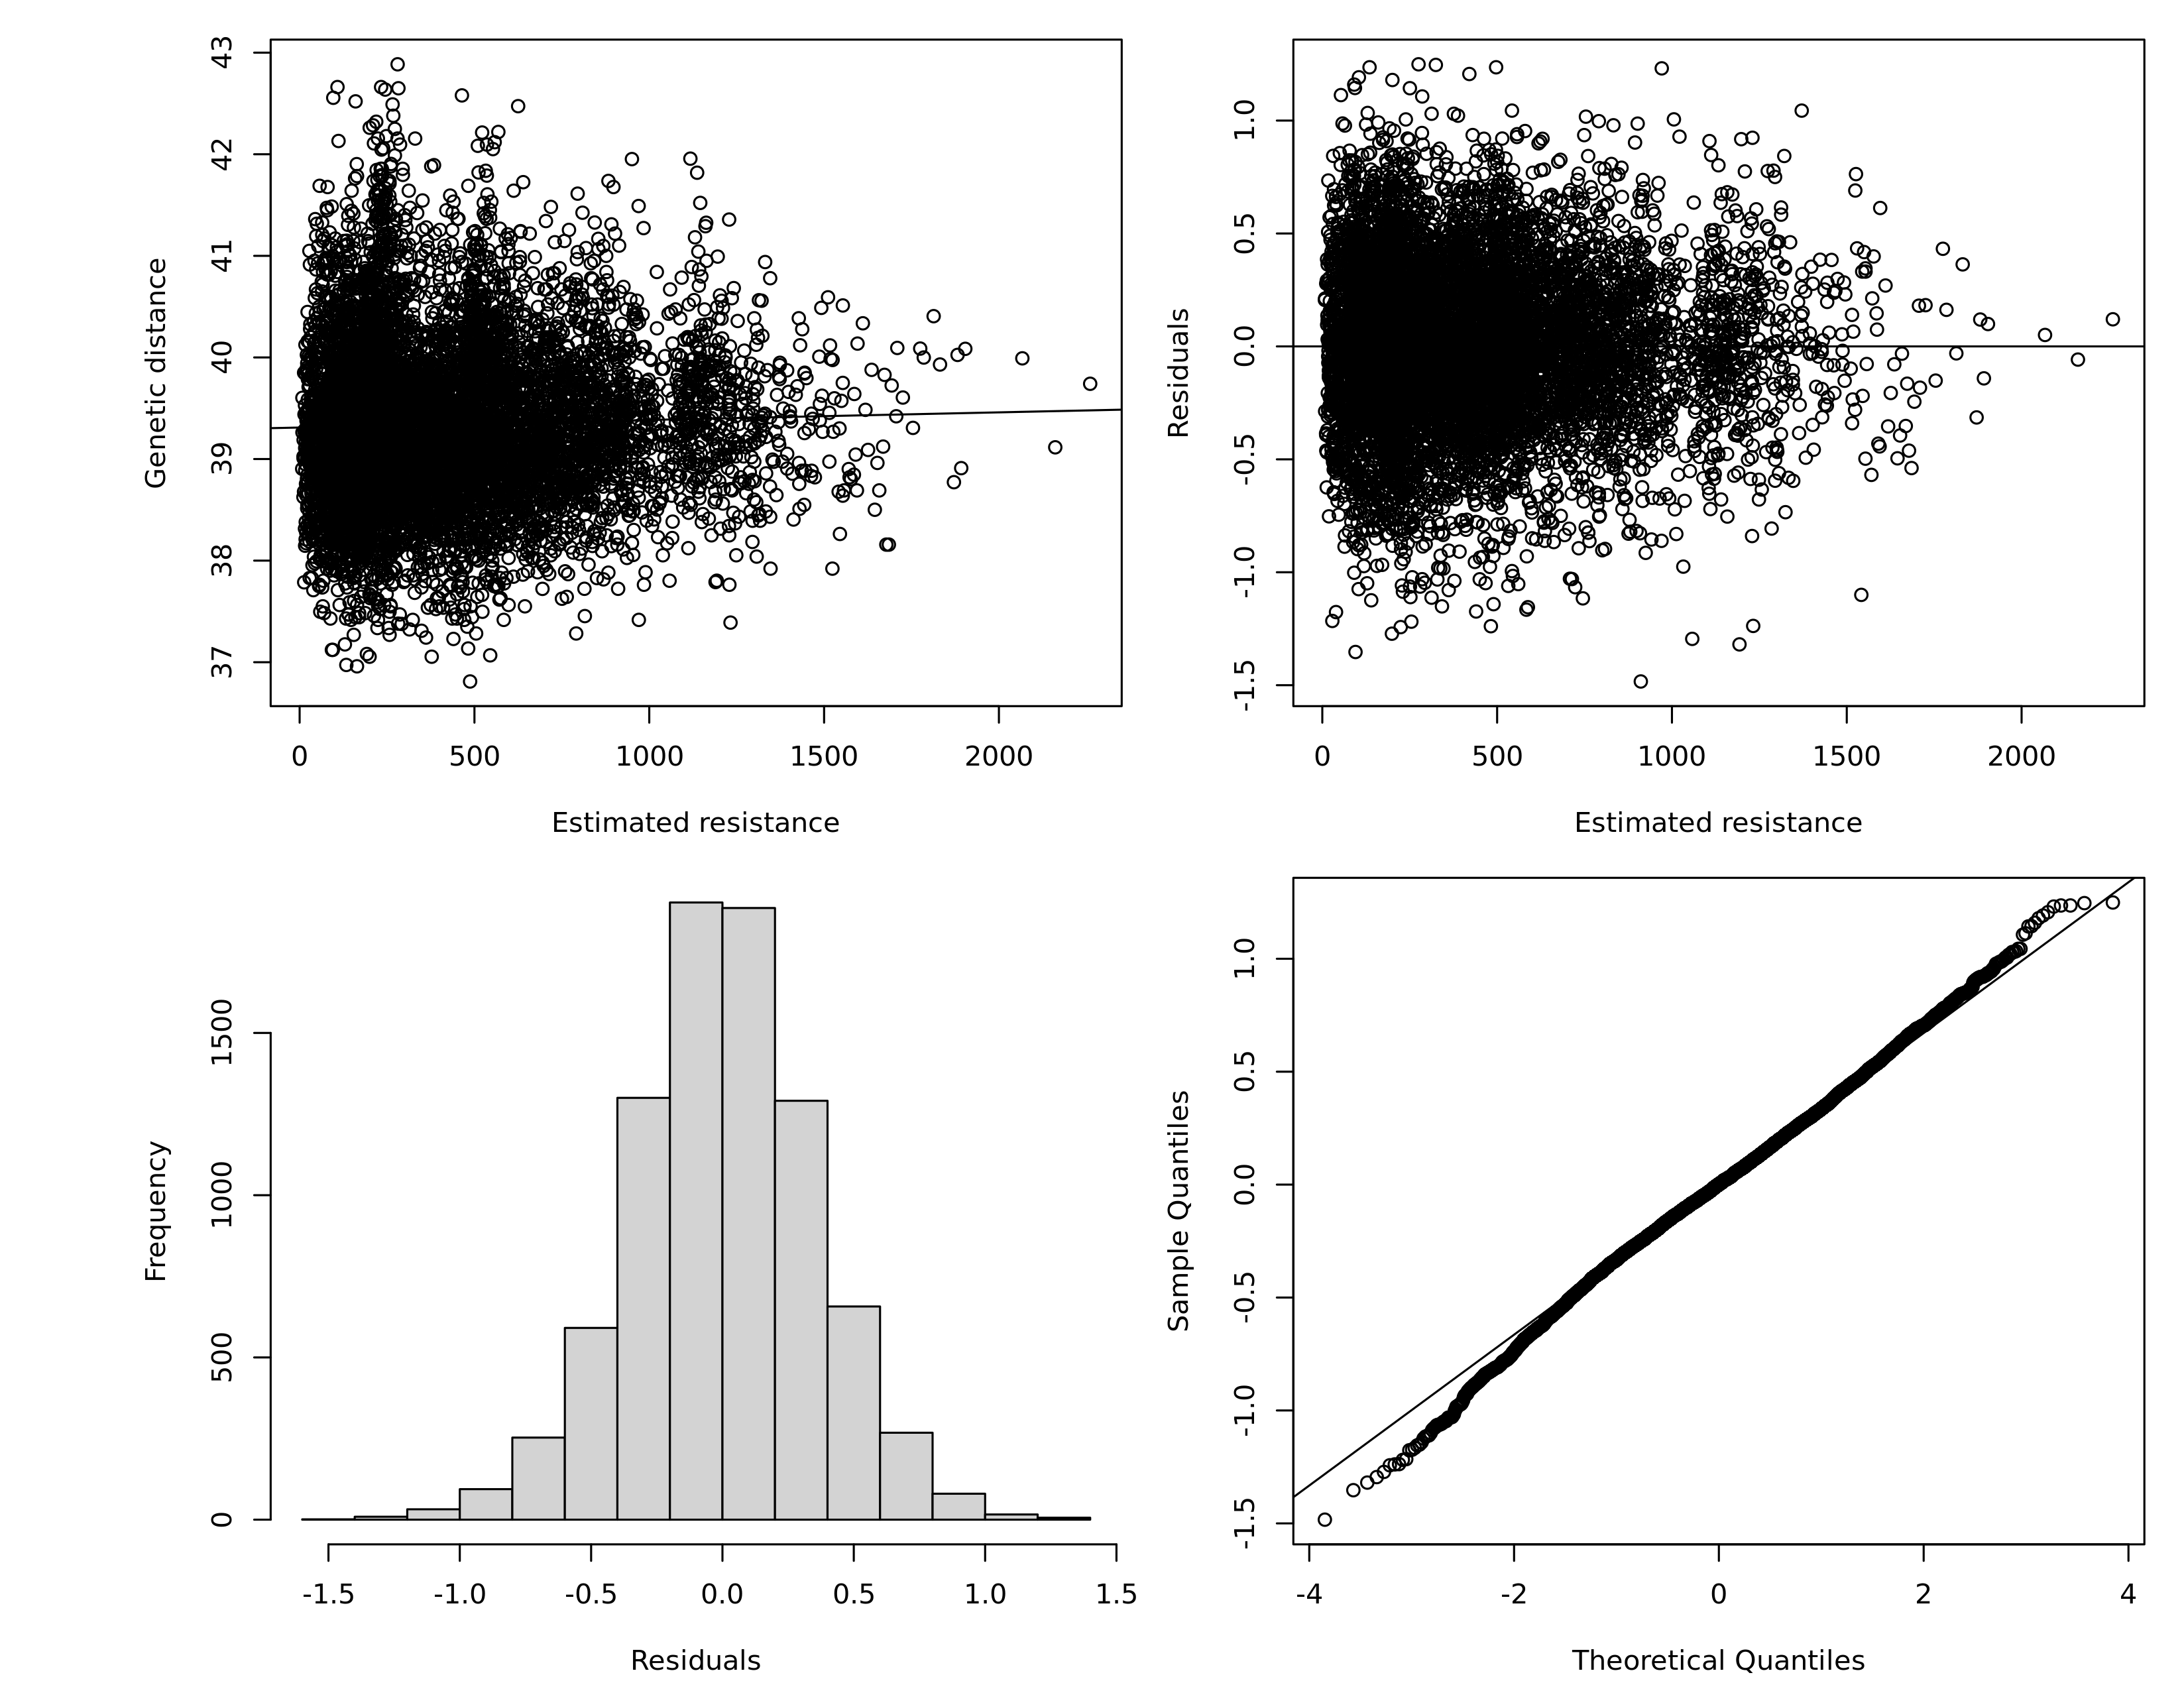 Genetic distance
43
42
41
40
39
38
37
0 500 1000 1500 2000
Estimated resistance
Residuals
1.0
0.5
0.0
-0.5
-1.0
-1.5
0 500 1000 1500 2000
Estimated resistance
Frequency
1500
1000
500
0
-1.5 -1.0 -0.5 0.0 0.5 1.0 1.5
Residuals
Sample Quantiles
1.0
0.5
0.0
-0.5
-1.0
-1.5
-4 -2 0 2 4
Theoretical Quantiles